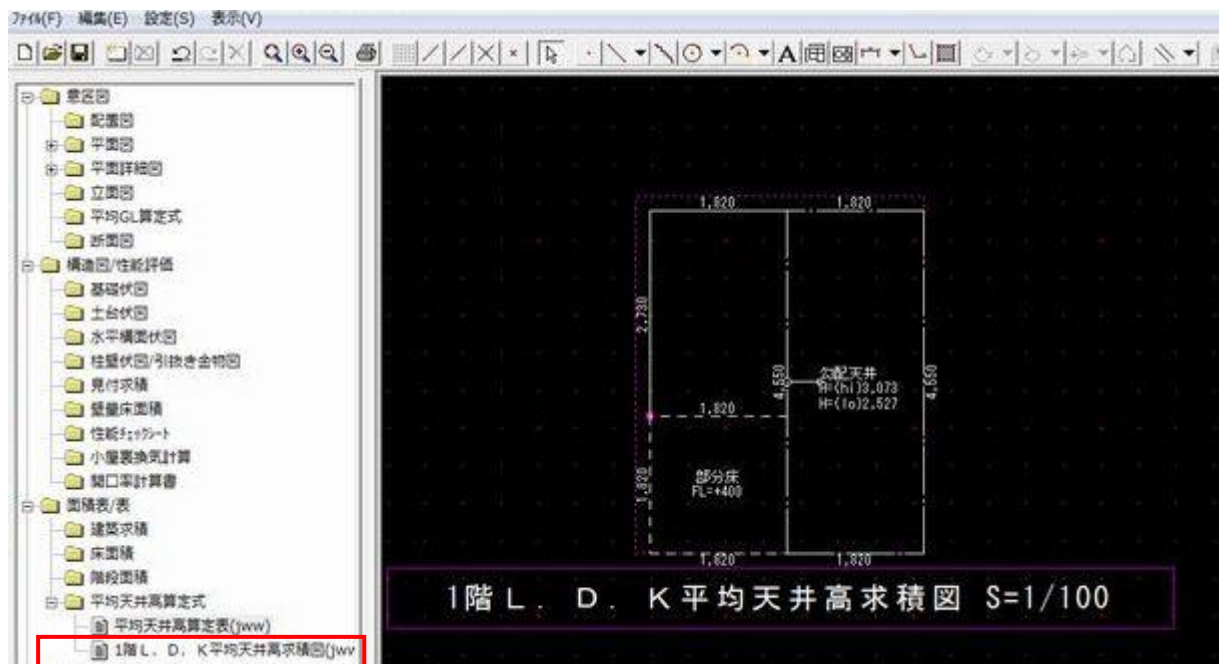 ﾌｧｲﾙ(F) 編集(E) 設定(S) 表示(V)
意匠図
配置図
平面図
平面詳細図
立面図
平均GL算定式
断面図
構造図/性能評価
基礎伏図
土台伏図
水平構面伏図
柱壁伏図/引抜き金物図
見付求積
壁量床面積
性能ﾁｪｯｸｼｰﾄ
小屋裏換気計算
開口率計算書
面積表/表
建築求積
床面積
階段面積
平均天井高算定式
平均天井高算定表(jww)
1階Ｌ．Ｄ．Ｋ平均天井高求積図(jwv
1,820 1,820
2,730
4,550
勾配天井
H=(hi)3,073
H=(lo)2,527
4,550
1,820
1,820
部分床
FL=+400
1,820 1,820
1階Ｌ．Ｄ．Ｋ平均天井高求積図 S=1/100